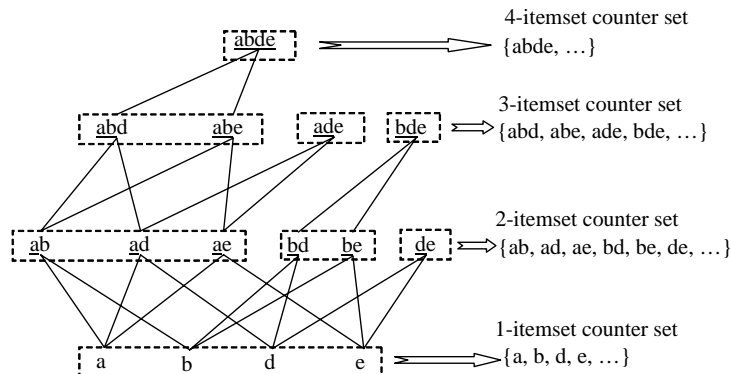 4-itemset counter set
abde
{abde, …}
3-itemset counter set
abd abe ade bde
{abd, abe, ade, bde, …}
2-itemset counter set
ab ad ae bd be de
{ab, ad, ae, bd, be, de, …}
1-itemset counter set
a b d e
{a, b, d, e, …}